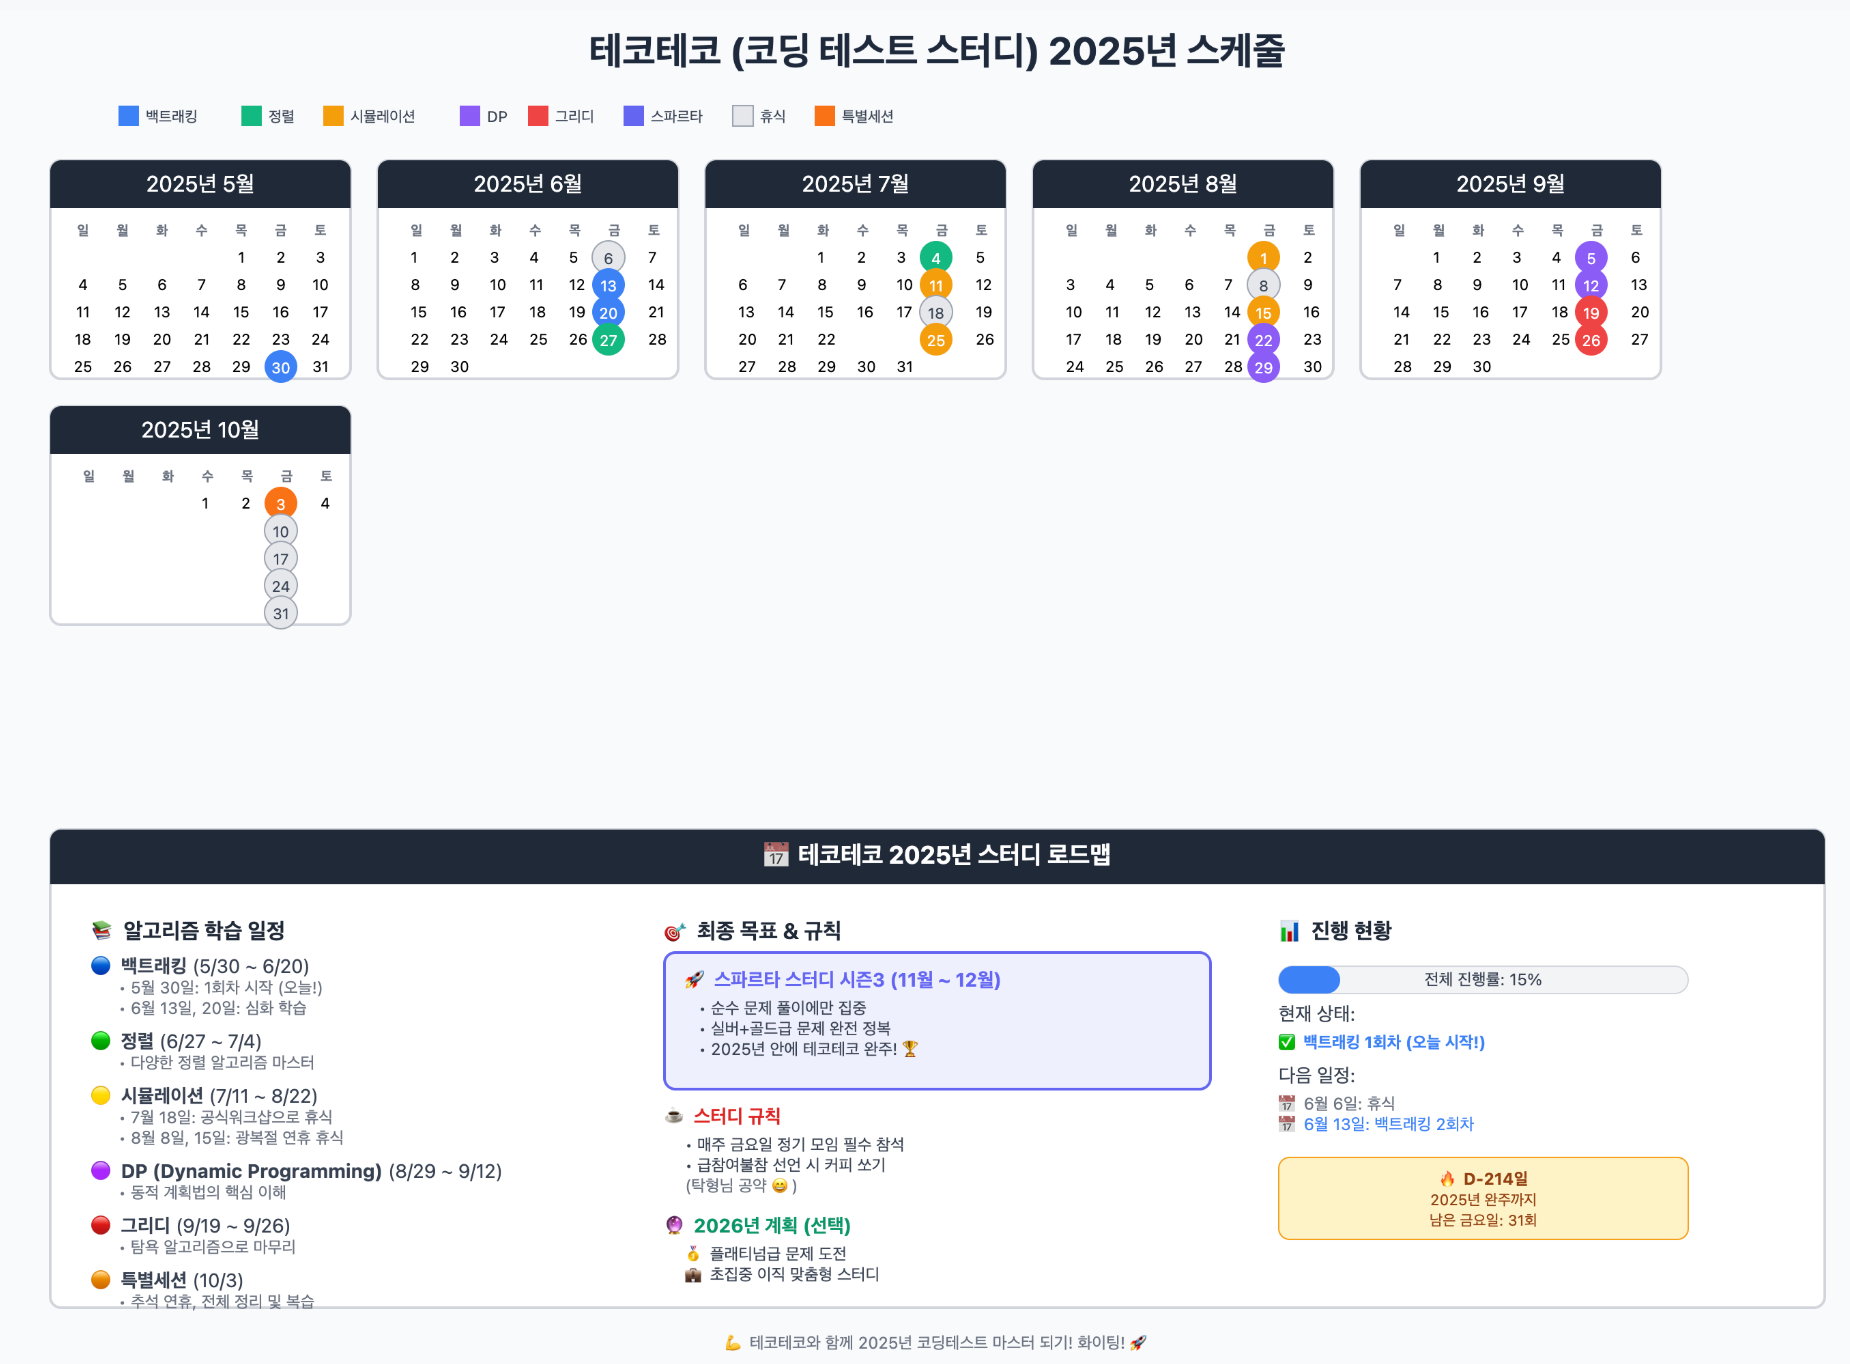 테코테코 (코딩 테스트 스터디) 2025년 스케줄
백트래킹 정렬 시뮬레이션 DP 그리디 스파르타 휴식 특별세션
2025년 5월
일 월 화 수 목 금 토
1 2 3
4 5 6 7 8 9 10
11 12 13 14 15 16 17
18 19 20 21 22 23 24
25 26 27 28 29 30 31
2025년 6월
일 월 화 수 목 금 토
1 2 3 4 5 6 7
8 9 10 11 12 13 14
15 16 17 18 19 20 21
22 23 24 25 26 27 28
29 30
2025년 7월
일 월 화 수 목 금 토
1 2 3 4 5
6 7 8 9 10 11 12
13 14 15 16 17 18 19
20 21 22 25 26
27 28 29 30 31
2025년 8월
일 월 화 수 목 금 토
1 2
3 4 5 6 7 8 9
10 11 12 13 14 15 16
17 18 19 20 21 22 23
24 25 26 27 28 29 30
2025년 9월
일 월 화 수 목 금 토
1 2 3 4 5 6
7 8 9 10 11 12 13
14 15 16 17 18 19 20
21 22 23 24 25 26 27
28 29 30
2025년 10월
일 월 화 수 목 금 토
1 2 3 4
10
17
24
31
📅 테코테코 2025년 스터디 로드맵
📚 알고리즘 학습 일정
🔵 백트래킹 (5/30 ~ 6/20)
• 5월 30일: 1회차 시작 (오늘!)
• 6월 13일, 20일: 심화 학습
🟢 정렬 (6/27 ~ 7/4)
• 다양한 정렬 알고리즘 마스터
🟡 시뮬레이션 (7/11 ~ 8/22)
• 7월 18일: 공식워크샵으로 휴식
• 8월 8일, 15일: 광복절 연휴 휴식
🟣 DP (Dynamic Programming) (8/29 ~ 9/12)
• 동적 계획법의 핵심 이해
🔴 그리디 (9/19 ~ 9/26)
• 탐욕 알고리즘으로 마무리
🟠 특별세션 (10/3)
• 추석 연휴, 전체 정리 및 복습
🎯 최종 목표 & 규칙
🚀 스파르타 스터디 시즌3 (11월 ~ 12월)
• 순수 문제 풀이에만 집중
• 실버+골드급 문제 완전 정복
• 2025년 안에 테코테코 완주! 🏆
☕ 스터디 규칙
• 매주 금요일 정기 모임 필수 참석
• 급참여불참 선언 시 커피 쏘기
(탁형님 공약 😄 )
🔮 2026년 계획 (선택)
🥇 플래티넘급 문제 도전
💼 초집중 이직 맞춤형 스터디
📊 진행 현황
전체 진행률: 15%
현재 상태:
✅ 백트래킹 1회차 (오늘 시작!)
다음 일정:
📅 6월 6일: 휴식
📅 6월 13일: 백트래킹 2회차
🔥 D-214일
2025년 완주까지
남은 금요일: 31회
💪 테코테코와 함께 2025년 코딩테스트 마스터 되기! 화이팅! 🚀